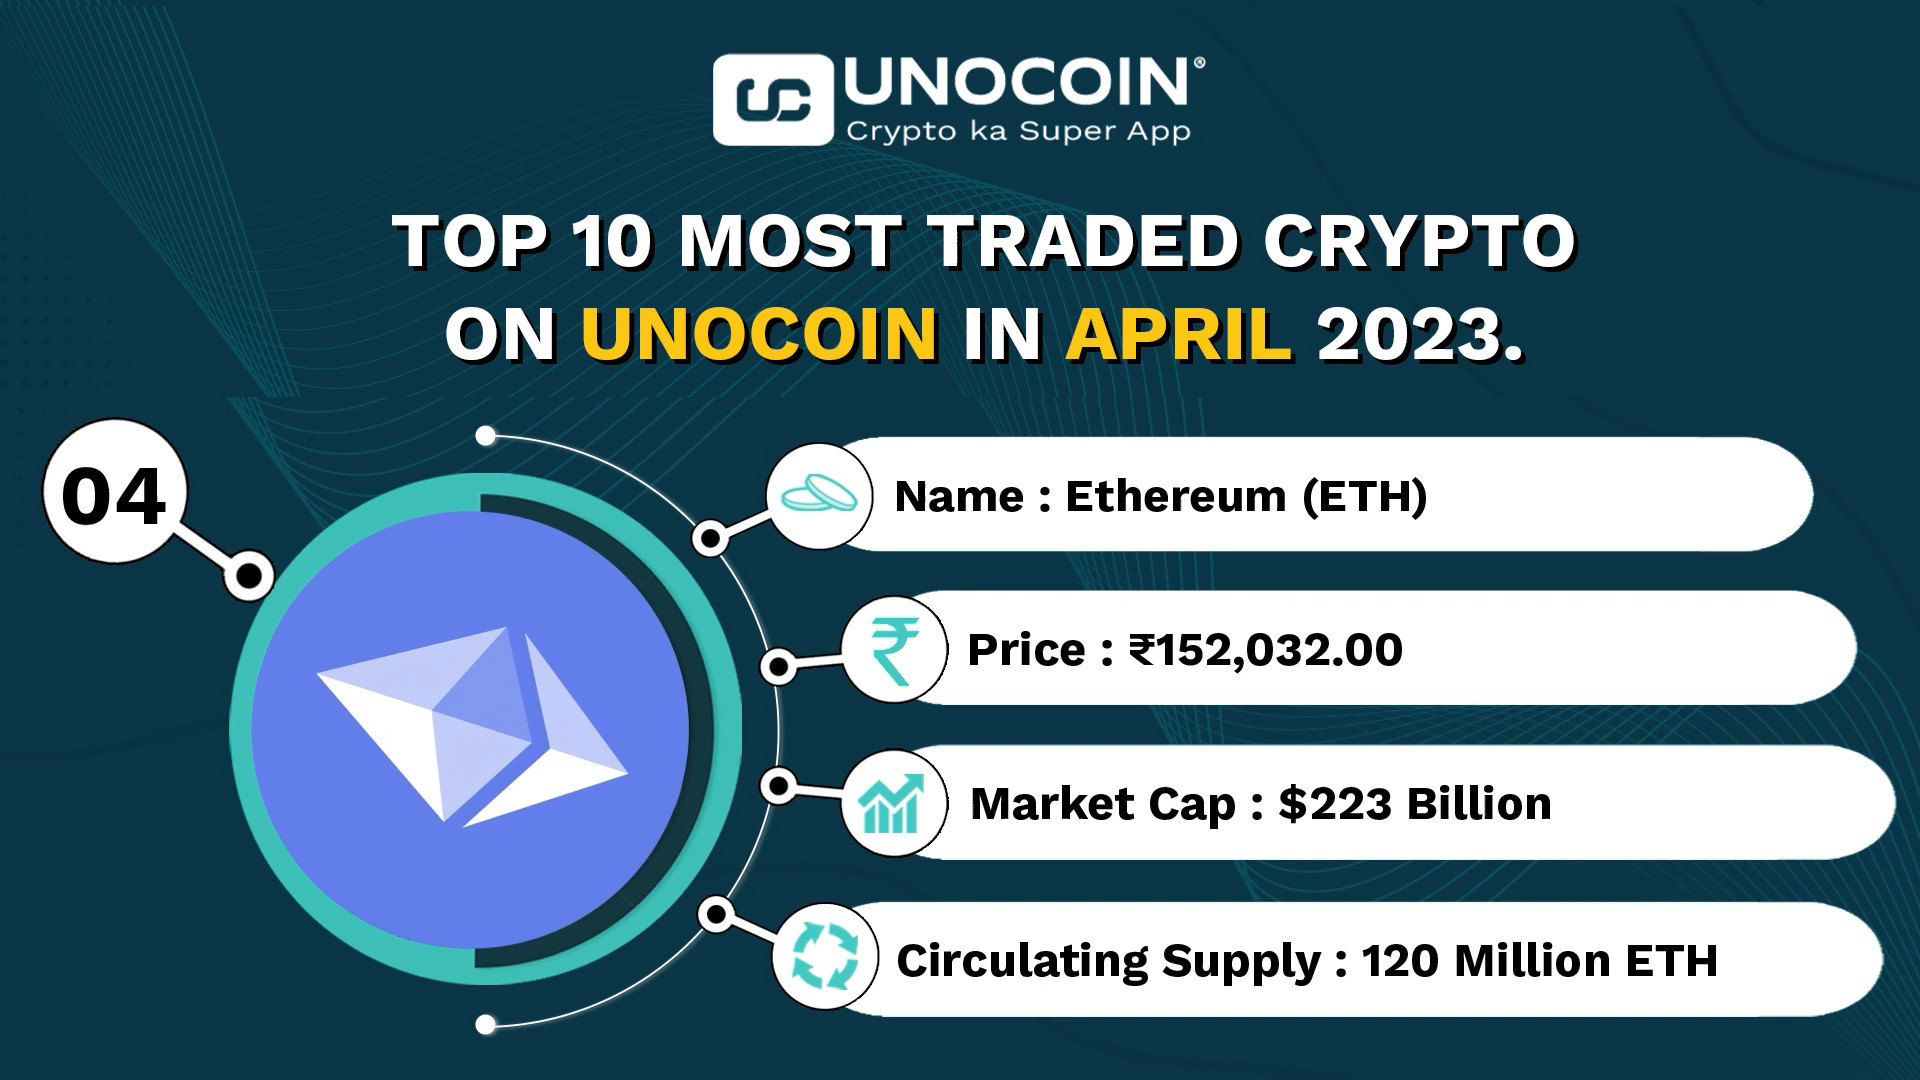 UC UNOCOIN®
Crypto ka Super App
TOP 10 MOST TRADED CRYPTO
ON UNOCOIN IN APRIL 2023.
04
Name : Ethereum (ETH)
₹
Price : ₹152,032.00
Market Cap : $223 Billion
Circulating Supply : 120 Million ETH